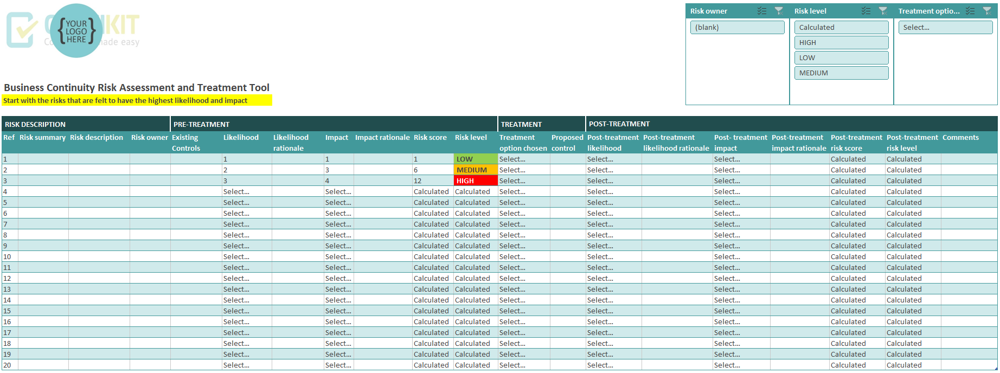 {YOUR
LOGO
HERE}
KIT
made easy
Risk owner
(blank)
Risk level
Calculated
HIGH
LOW
MEDIUM
Treatment optio...
Select...
Business Continuity Risk Assessment and Treatment Tool
Start with the risks that are felt to have the highest likelihood and impact
RISK DESCRIPTION PRE-TREATMENT TREATMENT POST-TREATMENT
Ref Risk summary Risk description Risk owner Existing Likelihood Likelihood Impact Impact rationale Risk score Risk level Treatment Proposed Post-treatment Post-treatment Post- treatment Post-treatment Post-treatment Post-treatment Comments
Controls rationale option chosen control likelihood likelihood rationale impact impact rationale risk score risk level
1 1 1 1 LOW Select... Select... Select... Calculated Calculated
2 2 3 6 MEDIUM Select... Select... Select... Calculated Calculated
3 3 4 12 HIGH Select... Select... Select... Calculated Calculated
4 Select... Select... Calculated Calculated Select... Select... Select... Calculated Calculated
5 Select... Select... Calculated Calculated Select... Select... Select... Calculated Calculated
6 Select... Select... Calculated Calculated Select... Select... Select... Calculated Calculated
7 Select... Select... Calculated Calculated Select... Select... Select... Calculated Calculated
8 Select... Select... Calculated Calculated Select... Select... Select... Calculated Calculated
9 Select... Select... Calculated Calculated Select... Select... Select... Calculated Calculated
10 Select... Select... Calculated Calculated Select... Select... Select... Calculated Calculated
11 Select... Select... Calculated Calculated Select... Select... Select... Calculated Calculated
12 Select... Select... Calculated Calculated Select... Select... Select... Calculated Calculated
13 Select... Select... Calculated Calculated Select... Select... Select... Calculated Calculated
14 Select... Select... Calculated Calculated Select... Select... Select... Calculated Calculated
15 Select... Select... Calculated Calculated Select... Select... Select... Calculated Calculated
16 Select... Select... Calculated Calculated Select... Select... Select... Calculated Calculated
17 Select... Select... Calculated Calculated Select... Select... Select... Calculated Calculated
18 Select... Select... Calculated Calculated Select... Select... Select... Calculated Calculated
19 Select... Select... Calculated Calculated Select... Select... Select... Calculated Calculated
20 Select... Select... Calculated Calculated Select... Select... Select... Calculated Calculated